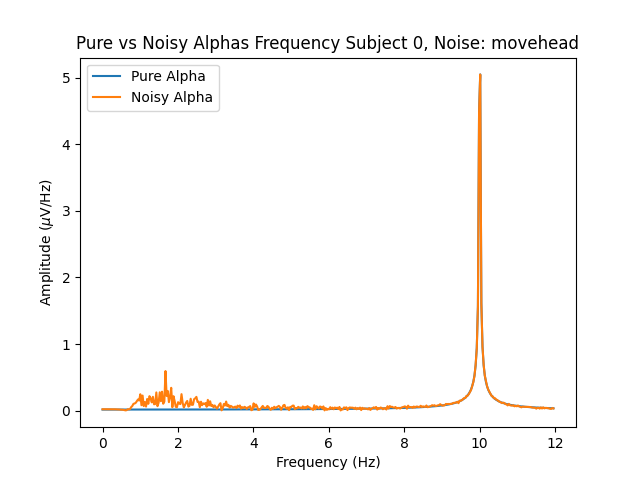 Pure vs Noisy Alphas Frequency Subject 0, Noise: movehead
Pure Alpha
Noisy Alpha
5
4
3
2
1
0
Amplitude (μV/Hz)
0 2 4 6 8 10 12
Frequency (Hz)